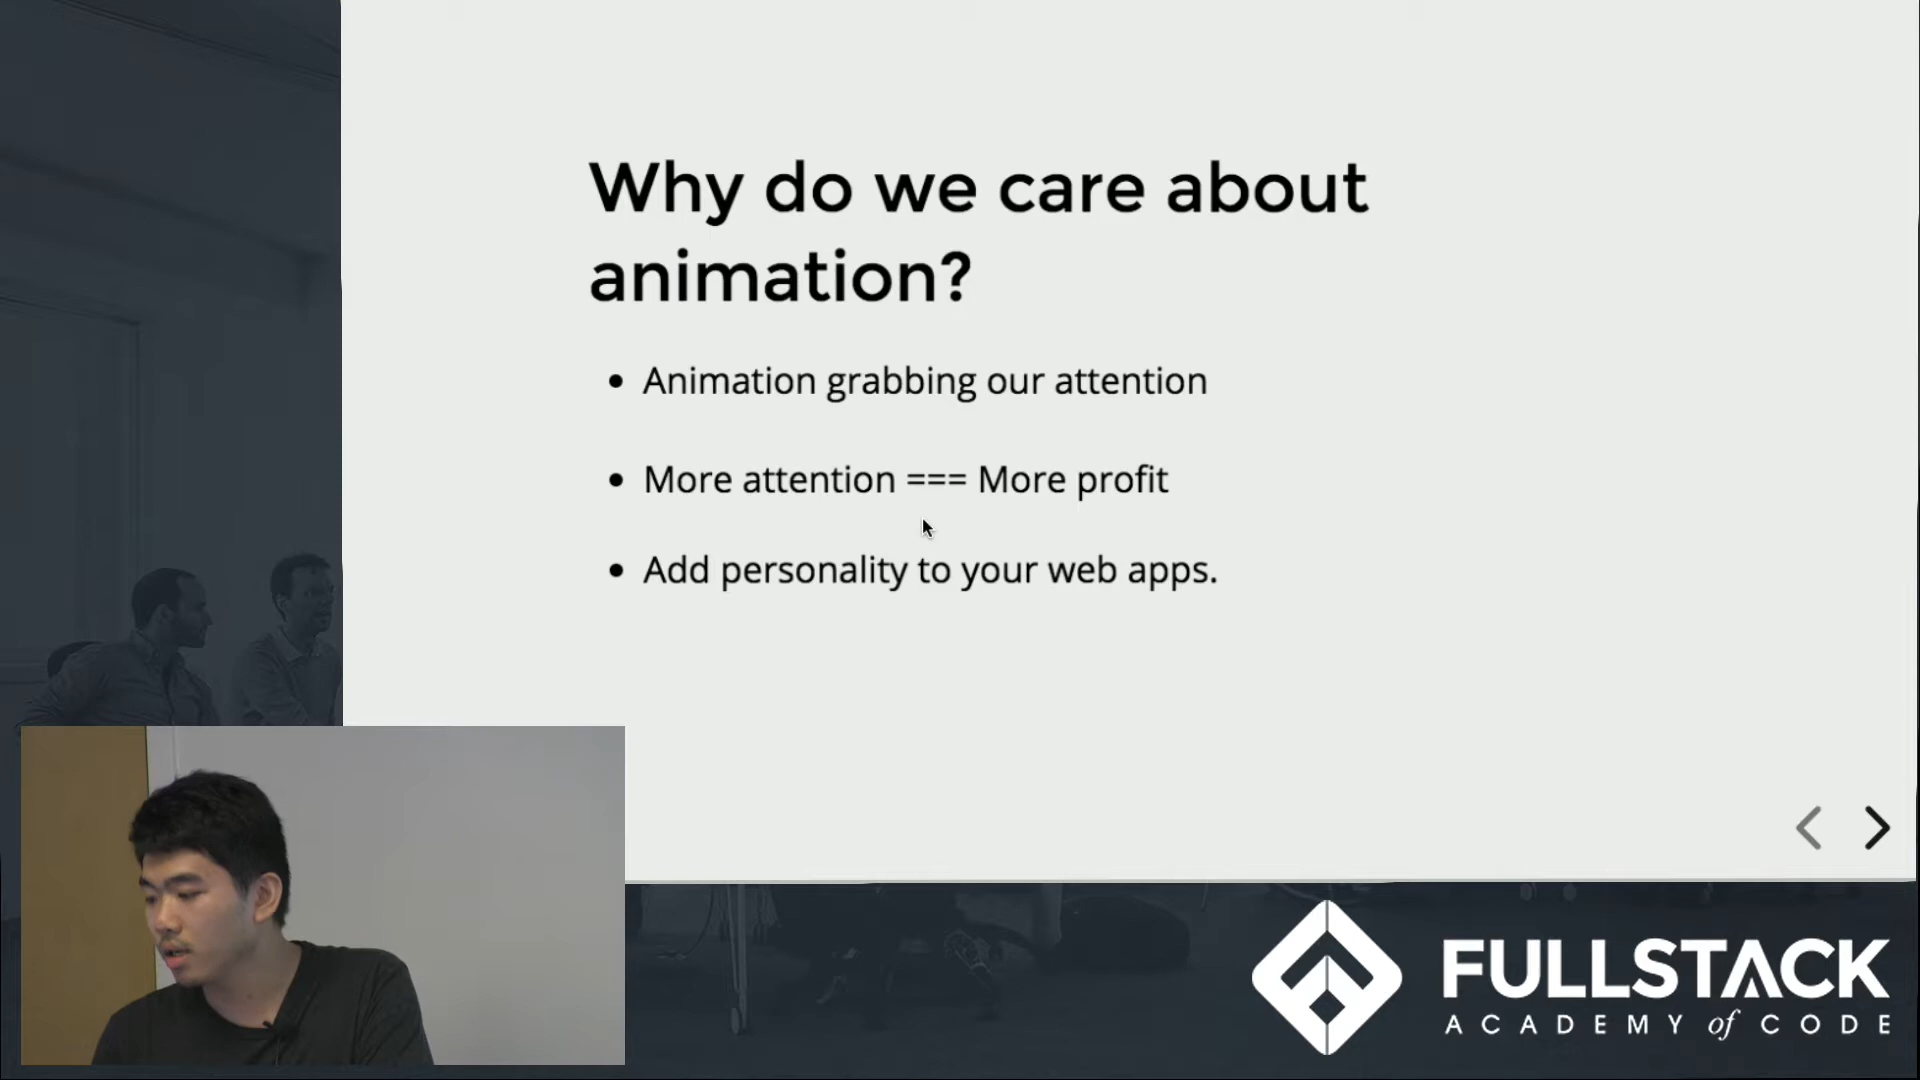 Why do we care about
animation?
• Animation grabbing our attention
• More attention === More profit
• Add personality to your web apps.
FULLSTACK
ACADEMY of CODE